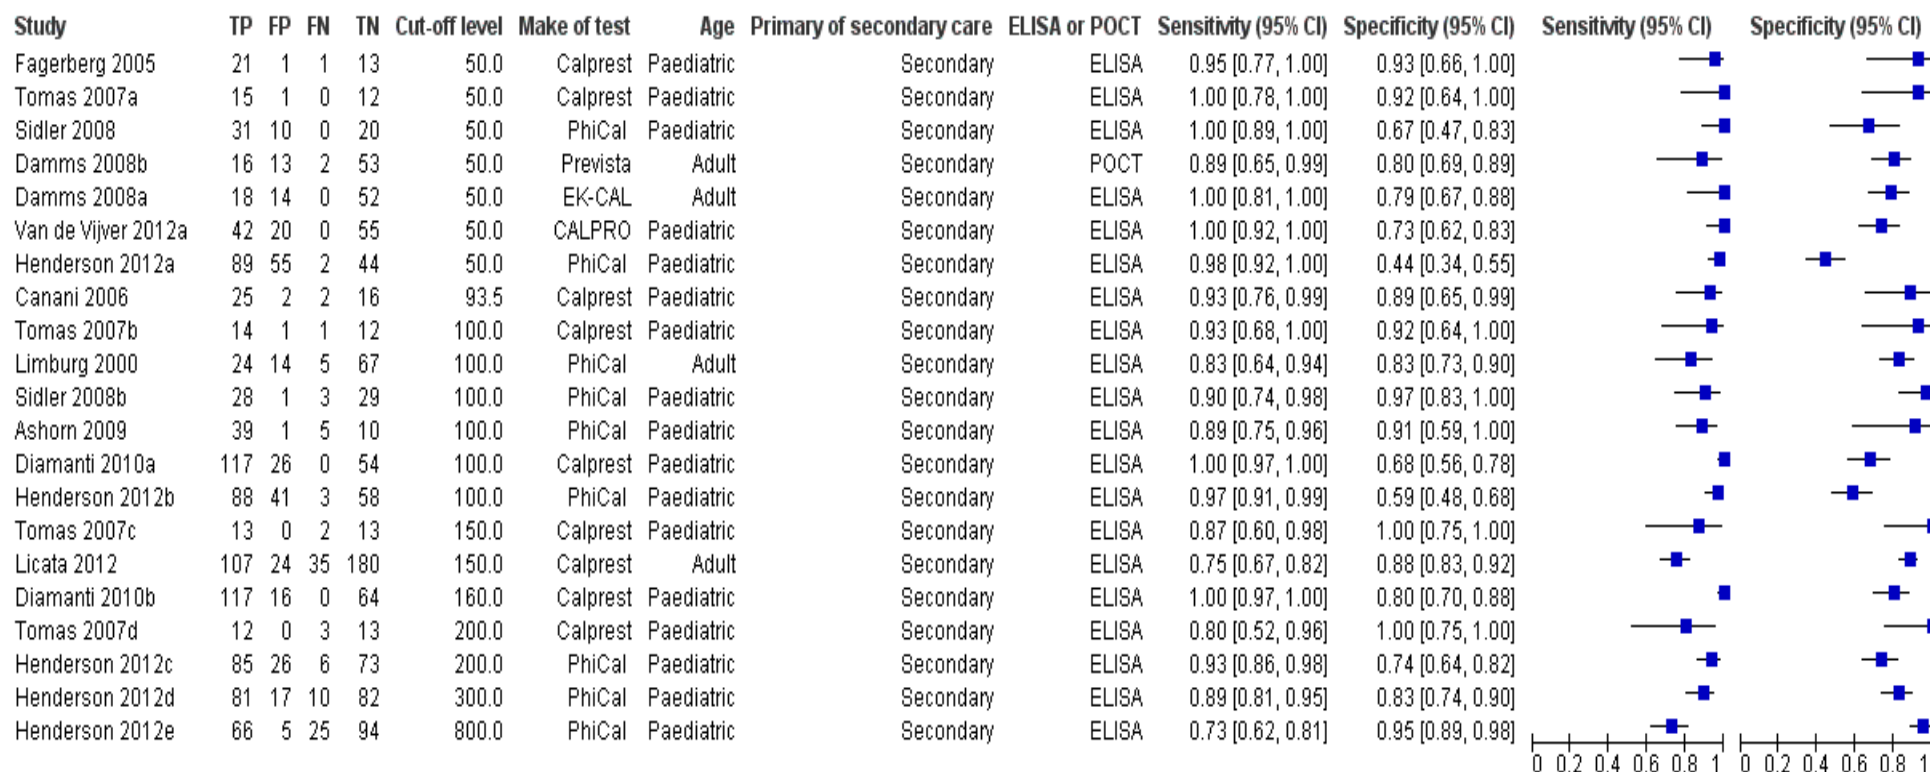 Study TP FP FN TN Cut-off level Make of test Age Primary of secondary care ELISA or POCT Sensitivity (95% CI) Specificity (95% CI) Sensitivity (95% CI) Specificity (95% CI)
Fagerberg 2005 21 1 1 13 50.0 Calprest Paediatric Secondary ELISA 0.95 [0.77, 1.00] 0.93 [0.66, 1.00]
Tomas 2007a 15 1 0 12 50.0 Calprest Paediatric Secondary ELISA 1.00 [0.78, 1.00] 0.92 [0.64, 1.00]
Sidler 2008 31 10 0 20 50.0 PhiCal Paediatric Secondary ELISA 1.00 [0.89, 1.00] 0.67 [0.47, 0.83]
Damms 2008b 16 13 2 53 50.0 Prevista Adult Secondary POCT 0.89 [0.65, 0.99] 0.80 [0.69, 0.89]
Damms 2008a 18 14 0 52 50.0 EK-CAL Adult Secondary ELISA 1.00 [0.81, 1.00] 0.79 [0.67, 0.88]
Van de Vijver 2012a 42 20 0 55 50.0 CALPRO Paediatric Secondary ELISA 1.00 [0.92, 1.00] 0.73 [0.62, 0.83]
Henderson 2012a 89 55 2 44 50.0 PhiCal Paediatric Secondary ELISA 0.98 [0.92, 1.00] 0.44 [0.34, 0.55]
Canani 2006 25 2 2 16 93.5 Calprest Paediatric Secondary ELISA 0.93 [0.76, 0.99] 0.89 [0.65, 0.99]
Tomas 2007b 14 1 1 12 100.0 Calprest Paediatric Secondary ELISA 0.93 [0.68, 1.00] 0.92 [0.64, 1.00]
Limburg 2000 24 14 5 67 100.0 PhiCal Adult Secondary ELISA 0.83 [0.64, 0.94] 0.83 [0.73, 0.90]
Sidler 2008b 28 1 3 29 100.0 PhiCal Paediatric Secondary ELISA 0.90 [0.74, 0.98] 0.97 [0.83, 1.00]
Ashorn 2009 39 1 5 10 100.0 PhiCal Paediatric Secondary ELISA 0.89 [0.75, 0.96] 0.91 [0.59, 1.00]
Diamanti 2010a 117 26 0 54 100.0 Calprest Paediatric Secondary ELISA 1.00 [0.97, 1.00] 0.68 [0.56, 0.78]
Henderson 2012b 88 41 3 58 100.0 PhiCal Paediatric Secondary ELISA 0.97 [0.91, 0.99] 0.59 [0.48, 0.68]
Tomas 2007c 13 0 2 13 150.0 Calprest Paediatric Secondary ELISA 0.87 [0.60, 0.98] 1.00 [0.75, 1.00]
Licata 2012 107 24 35 180 150.0 Calprest Adult Secondary ELISA 0.75 [0.67, 0.82] 0.88 [0.83, 0.92]
Diamanti 2010b 117 16 0 64 160.0 Calprest Paediatric Secondary ELISA 1.00 [0.97, 1.00] 0.80 [0.70, 0.88]
Tomas 2007d 12 0 3 13 200.0 Calprest Paediatric Secondary ELISA 0.80 [0.52, 0.96] 1.00 [0.75, 1.00]
Henderson 2012c 85 26 6 73 200.0 PhiCal Paediatric Secondary ELISA 0.93 [0.86, 0.98] 0.74 [0.64, 0.82]
Henderson 2012d 81 17 10 82 300.0 PhiCal Paediatric Secondary ELISA 0.89 [0.81, 0.95] 0.83 [0.74, 0.90]
Henderson 2012e 66 5 25 94 800.0 PhiCal Paediatric Secondary ELISA 0.73 [0.62, 0.81] 0.95 [0.89, 0.98]
0 0.2 0.4 0.6 0.8 1 0 0.2 0.4 0.6 0.8 1